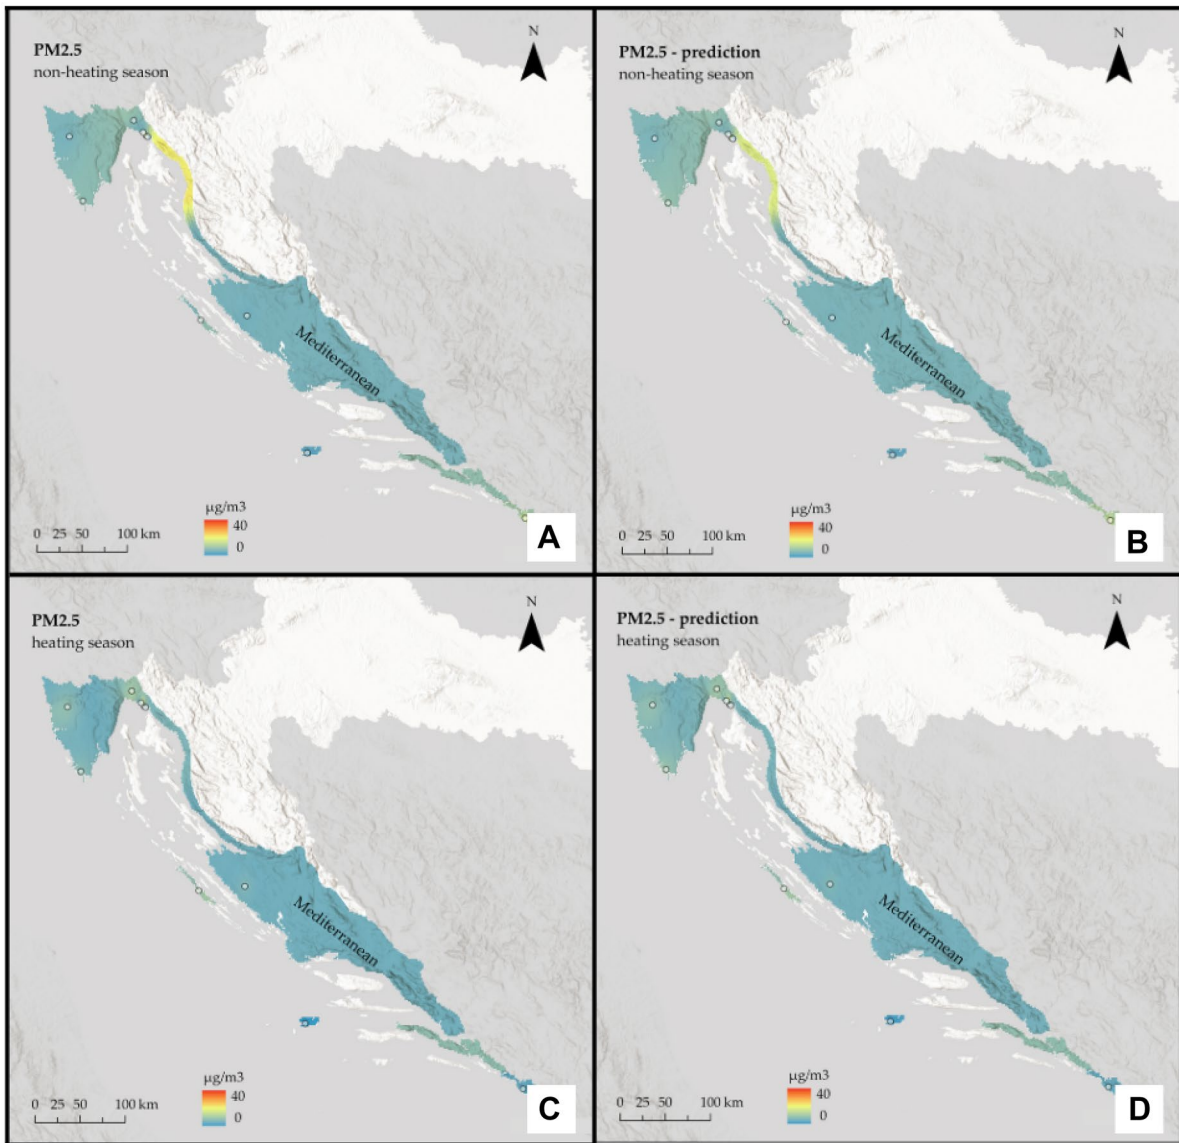 PM2.5
non-heating season
N
Mediterranean
µg/m3
40
0
0 25 50 100 km
A
PM2.5 - prediction
non-heating season
N
Mediterranean
µg/m3
40
0
0 25 50 100 km
B
PM2.5
heating season
N
Mediterranean
µg/m3
40
0
0 25 50 100 km
C
PM2.5 - prediction
heating season
N
Mediterranean
µg/m3
40
0
0 25 50 100 km
D